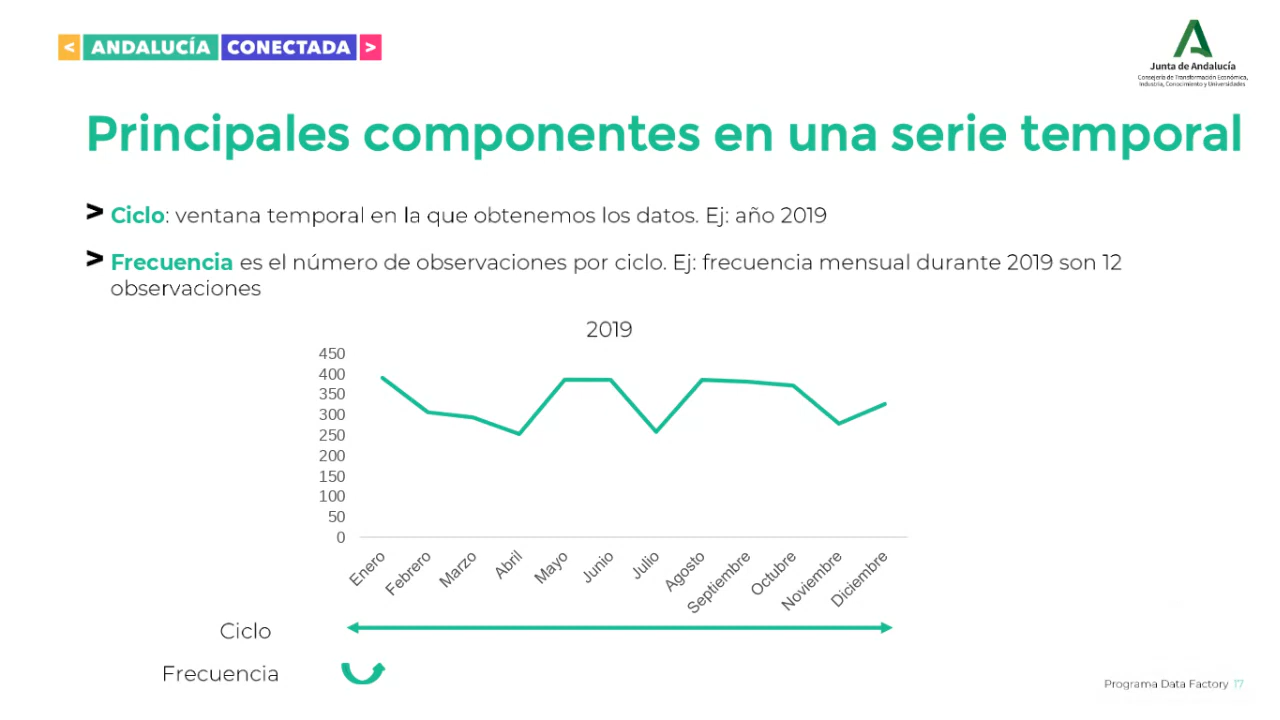 < ANDALUCÍA CONECTADA >
Junta de Andalucía
Consejería de Transformación Económica,
Industria, Conocimiento y Universidades
Principales componentes en una serie temporal
> Ciclo: ventana temporal en la que obtenemos los datos. Ej: año 2019
> Frecuencia es el número de observaciones por ciclo. Ej: frecuencia mensual durante 2019 son 12
observaciones
2019
450
400
350
300
250
200
150
100
50
0
Enero
Febrero
Marzo
Abril
Mayo
Junio
Julio
Agosto
Septiembre
Octubre
Noviembre
Diciembre
Ciclo
Frecuencia
Programa Data Factory 17